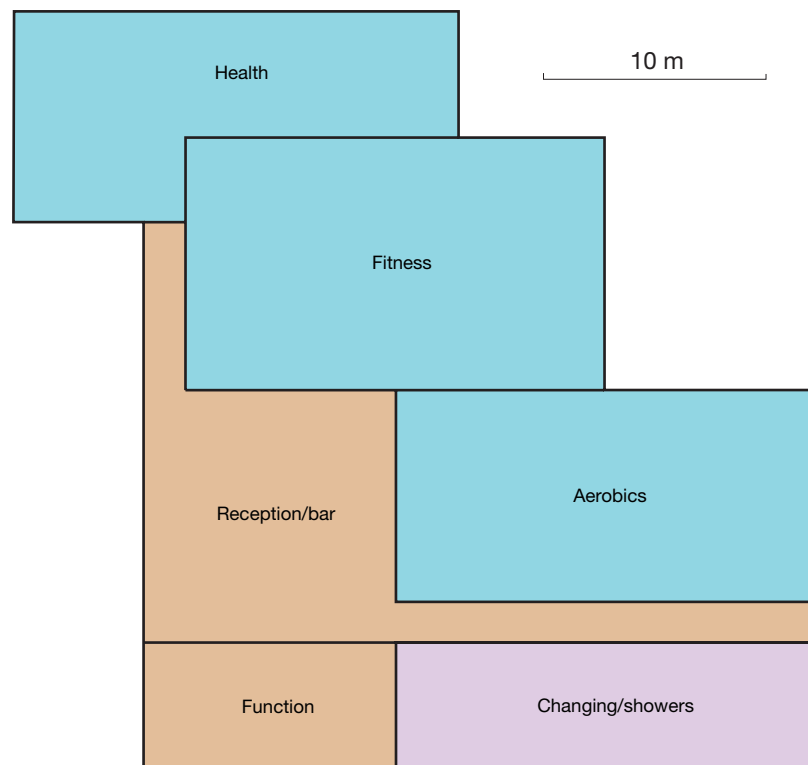 Health
10 m
Fitness
Aerobics
Reception/bar
Function
Changing/showers